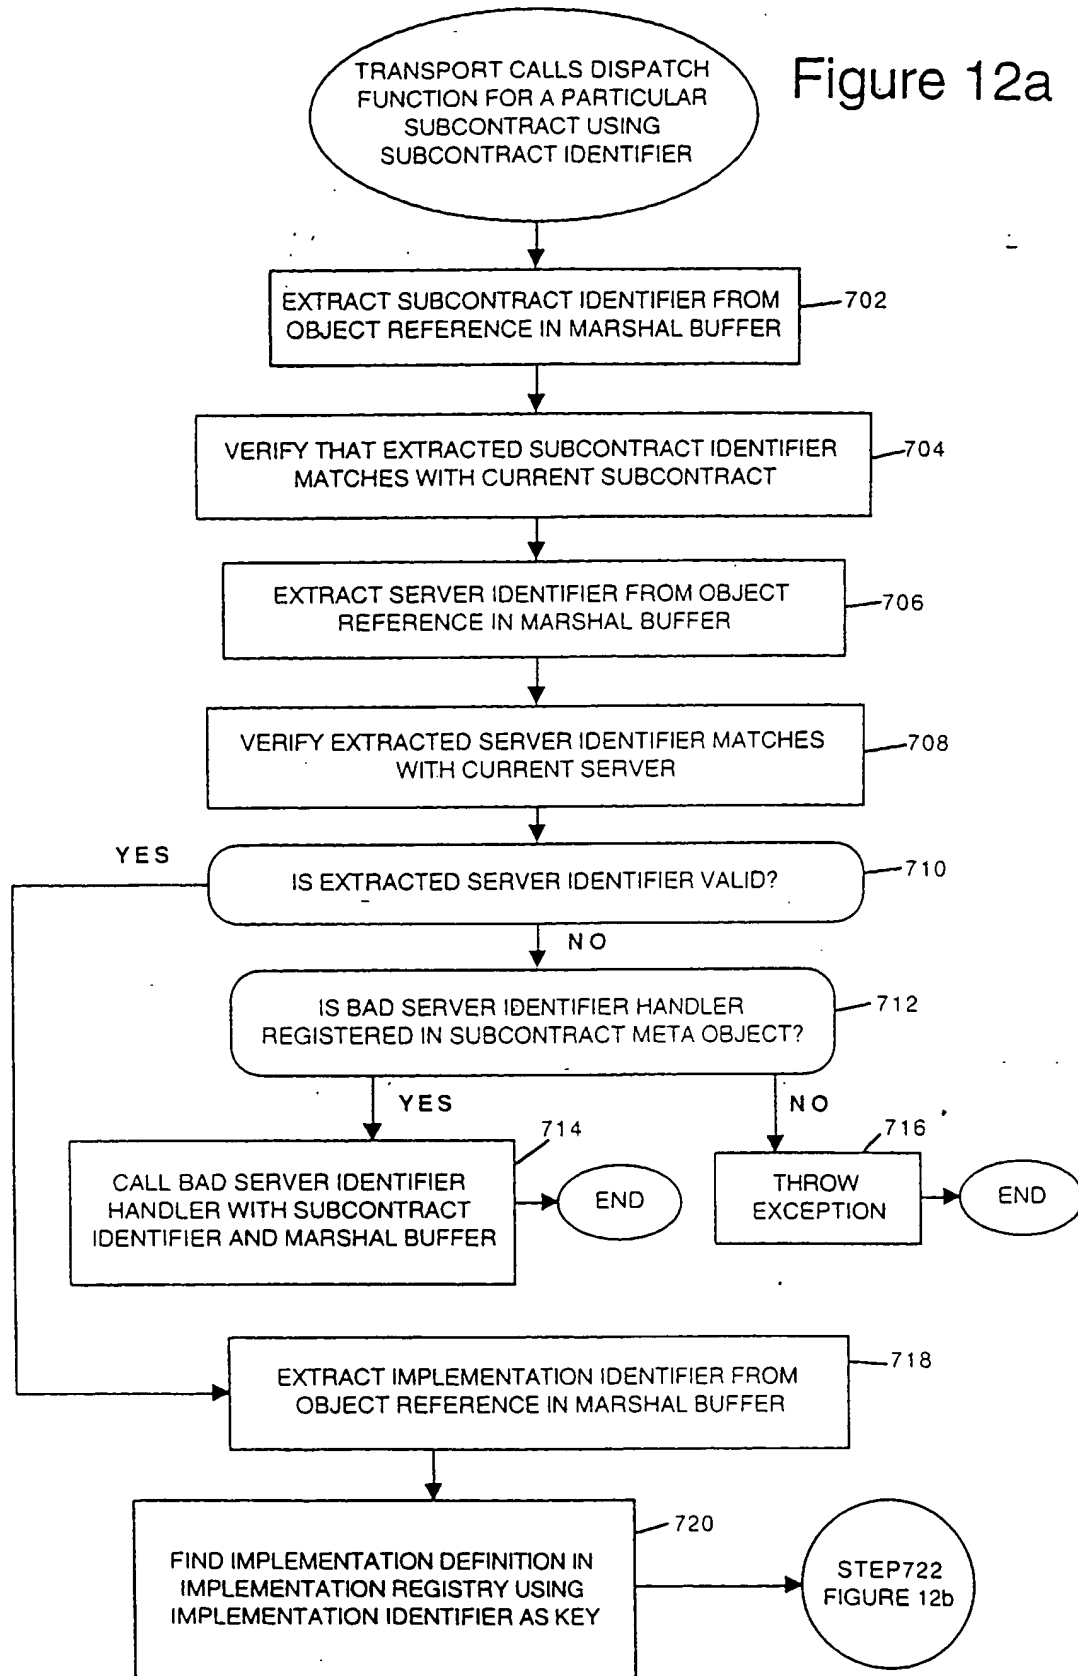 Figure 12a
TRANSPORT CALLS DISPATCH
FUNCTION FOR A PARTICULAR
SUBCONTRACT USING
SUBCONTRACT IDENTIFIER
EXTRACT SUBCONTRACT IDENTIFIER FROM
OBJECT REFERENCE IN MARSHAL BUFFER
702
VERIFY THAT EXTRACTED SUBCONTRACT IDENTIFIER
MATCHES WITH CURRENT SUBCONTRACT
704
EXTRACT SERVER IDENTIFIER FROM OBJECT
REFERENCE IN MARSHAL BUFFER
706
VERIFY EXTRACTED SERVER IDENTIFIER MATCHES
WITH CURRENT SERVER
708
YES
IS EXTRACTED SERVER IDENTIFIER VALID?
710
NO
IS BAD SERVER IDENTIFIER HANDLER
REGISTERED IN SUBCONTRACT META OBJECT?
712
YES
NO
714
CALL BAD SERVER IDENTIFIER
HANDLER WITH SUBCONTRACT
IDENTIFIER AND MARSHAL BUFFER
END
716
THROW
EXCEPTION
END
EXTRACT IMPLEMENTATION IDENTIFIER FROM
OBJECT REFERENCE IN MARSHAL BUFFER
718
FIND IMPLEMENTATION DEFINITION IN
IMPLEMENTATION REGISTRY USING
IMPLEMENTATION IDENTIFIER AS KEY
720
STEP722
FIGURE 12b